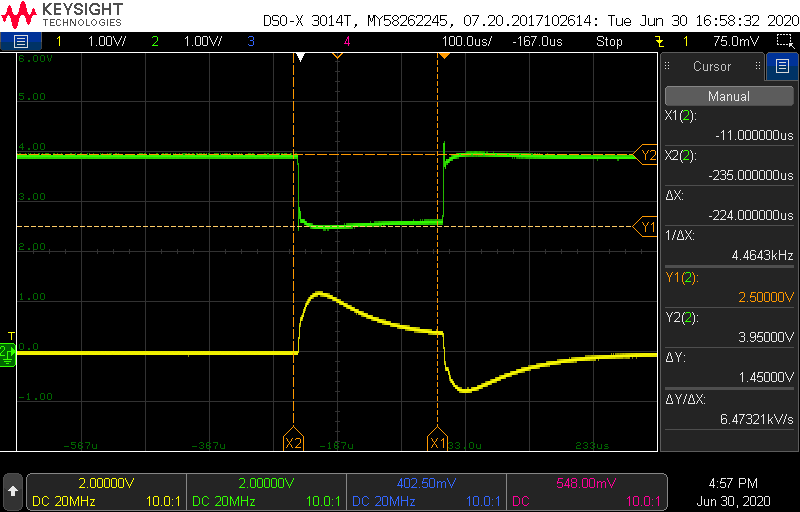 KEYSIGHT
TECHNOLOGIES
DSO-X 3014T, MY58262245, 07.20.2017102614: Tue Jun 30 16:58:32 2020
1 1.00V/ 2 1.00V/ 3 4 100.0us/ -167.0us Stop 1 75.0mV
6.00V
5.00
4.00
3.00
2.00
1.00
0.0
-1.00
Y2
Y1
T
2
X2
X1
-567u -367u -167u 33.0u 233us
Cursor
Manual
X1(2):
-11.000000us
X2(2):
-235.000000us
ΔX:
-224.000000us
1/ΔX:
4.4643kHz
Y1(2):
2.50000V
Y2(2):
3.95000V
ΔY:
1.45000V
ΔY/ΔX:
6.47321kV/s
2.00000V 2.00000V 402.50mV 548.00mV
DC 20MHz 10.0:1 DC 20MHz 10.0:1 DC 20MHz 10.0:1 DC 10.0:1
4:57 PM
Jun 30, 2020